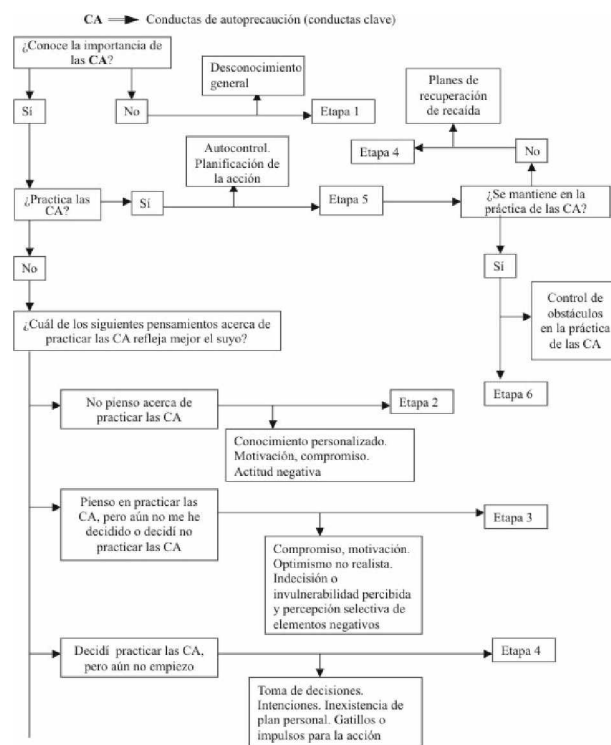 CA Conductas de autoprecaución (conductas clave)
¿Conoce la importancia de
las CA?
Sí
No
Desconocimiento
general
Etapa 1
Planes de
recuperación
de recaída
Etapa 4
No
Autocontrol.
Planificación de
la acción
¿Practica las
CA?
Sí
Etapa 5
¿Se mantiene en la
práctica de las CA?
No
Sí
Control de
obstáculos
en la práctica
de las CA
Etapa 6
¿Cuál de los siguientes pensamientos acerca de
practicar las CA refleja mejor el suyo?
No pienso acerca de
practicar las CA
Etapa 2
Conocimiento personalizado.
Motivación, compromiso.
Actitud negativa
Pienso en practicar las
CA, pero aún no me he
decidido o decidí no
practicar las CA
Etapa 3
Compromiso, motivación.
Optimismo no realista.
Indecisión o
invulnerabilidad percibida
y percepción selectiva de
elementos negativos
Decidí practicar las CA,
pero aún no empiezo
Etapa 4
Toma de decisiones.
Intenciones. Inexistencia de
plan personal. Gatillos o
impulsos para la acción